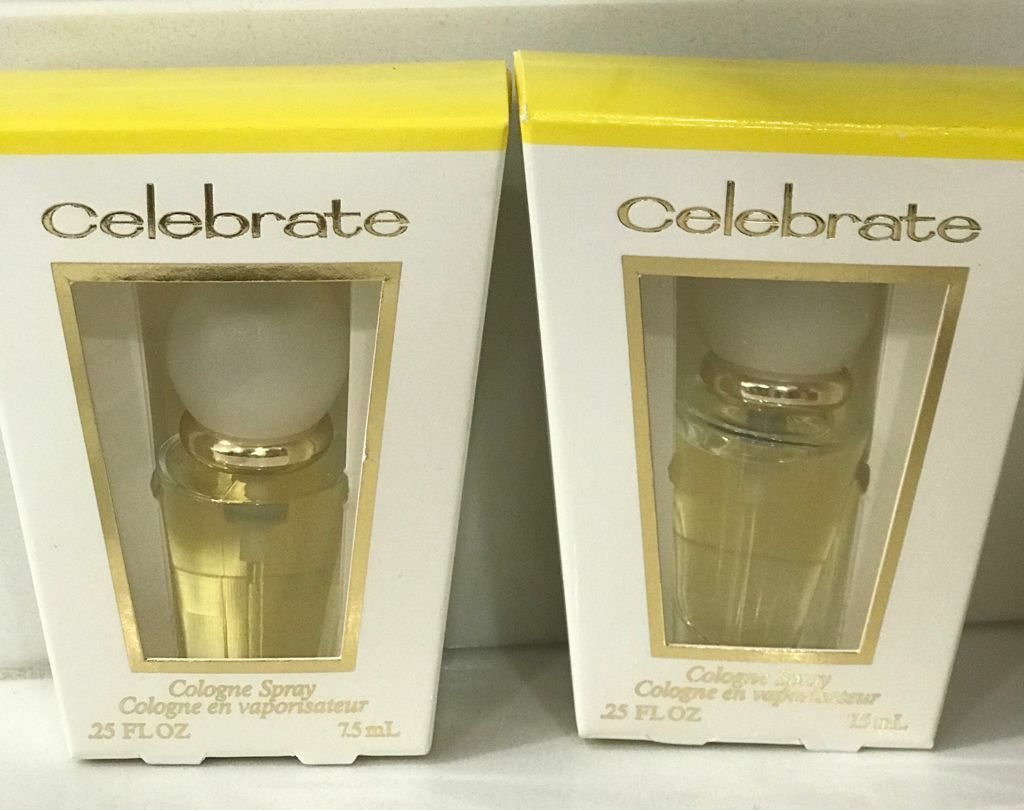 Celebrate
Cologne Spray
Cologne en vaporisateur
.25 FL OZ 7.5 mL
Celebrate
Cologne Spray
Cologne en vaporisateur
.25 FL OZ 7.5 mL